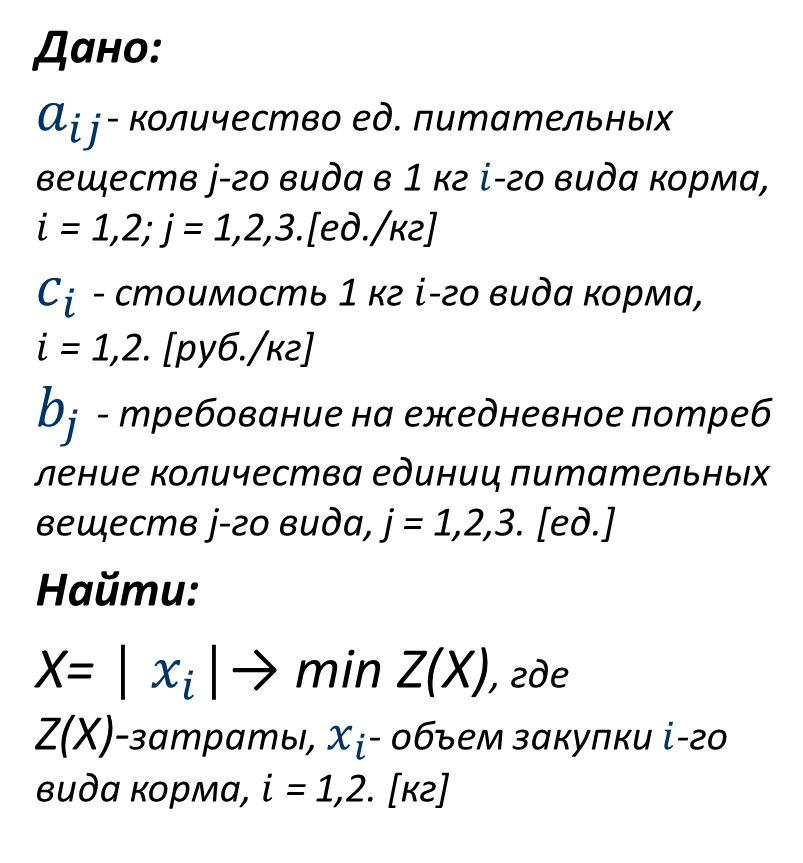 Дано:
a_{ij} - количество ед. питательных
веществ j-го вида в 1 кг i-го вида корма,
i = 1,2; j = 1,2,3.[ед./кг]
c_i - стоимость 1 кг i-го вида корма,
i = 1,2. [руб./кг]
b_j - требование на ежедневное потреб
ление количества единиц питательных
веществ j-го вида, j = 1,2,3. [ед.]
Найти:
X= | x_i |→ min Z(X), где
Z(X)-затраты, x_i- объем закупки i-го
вида корма, i = 1,2. [кг]